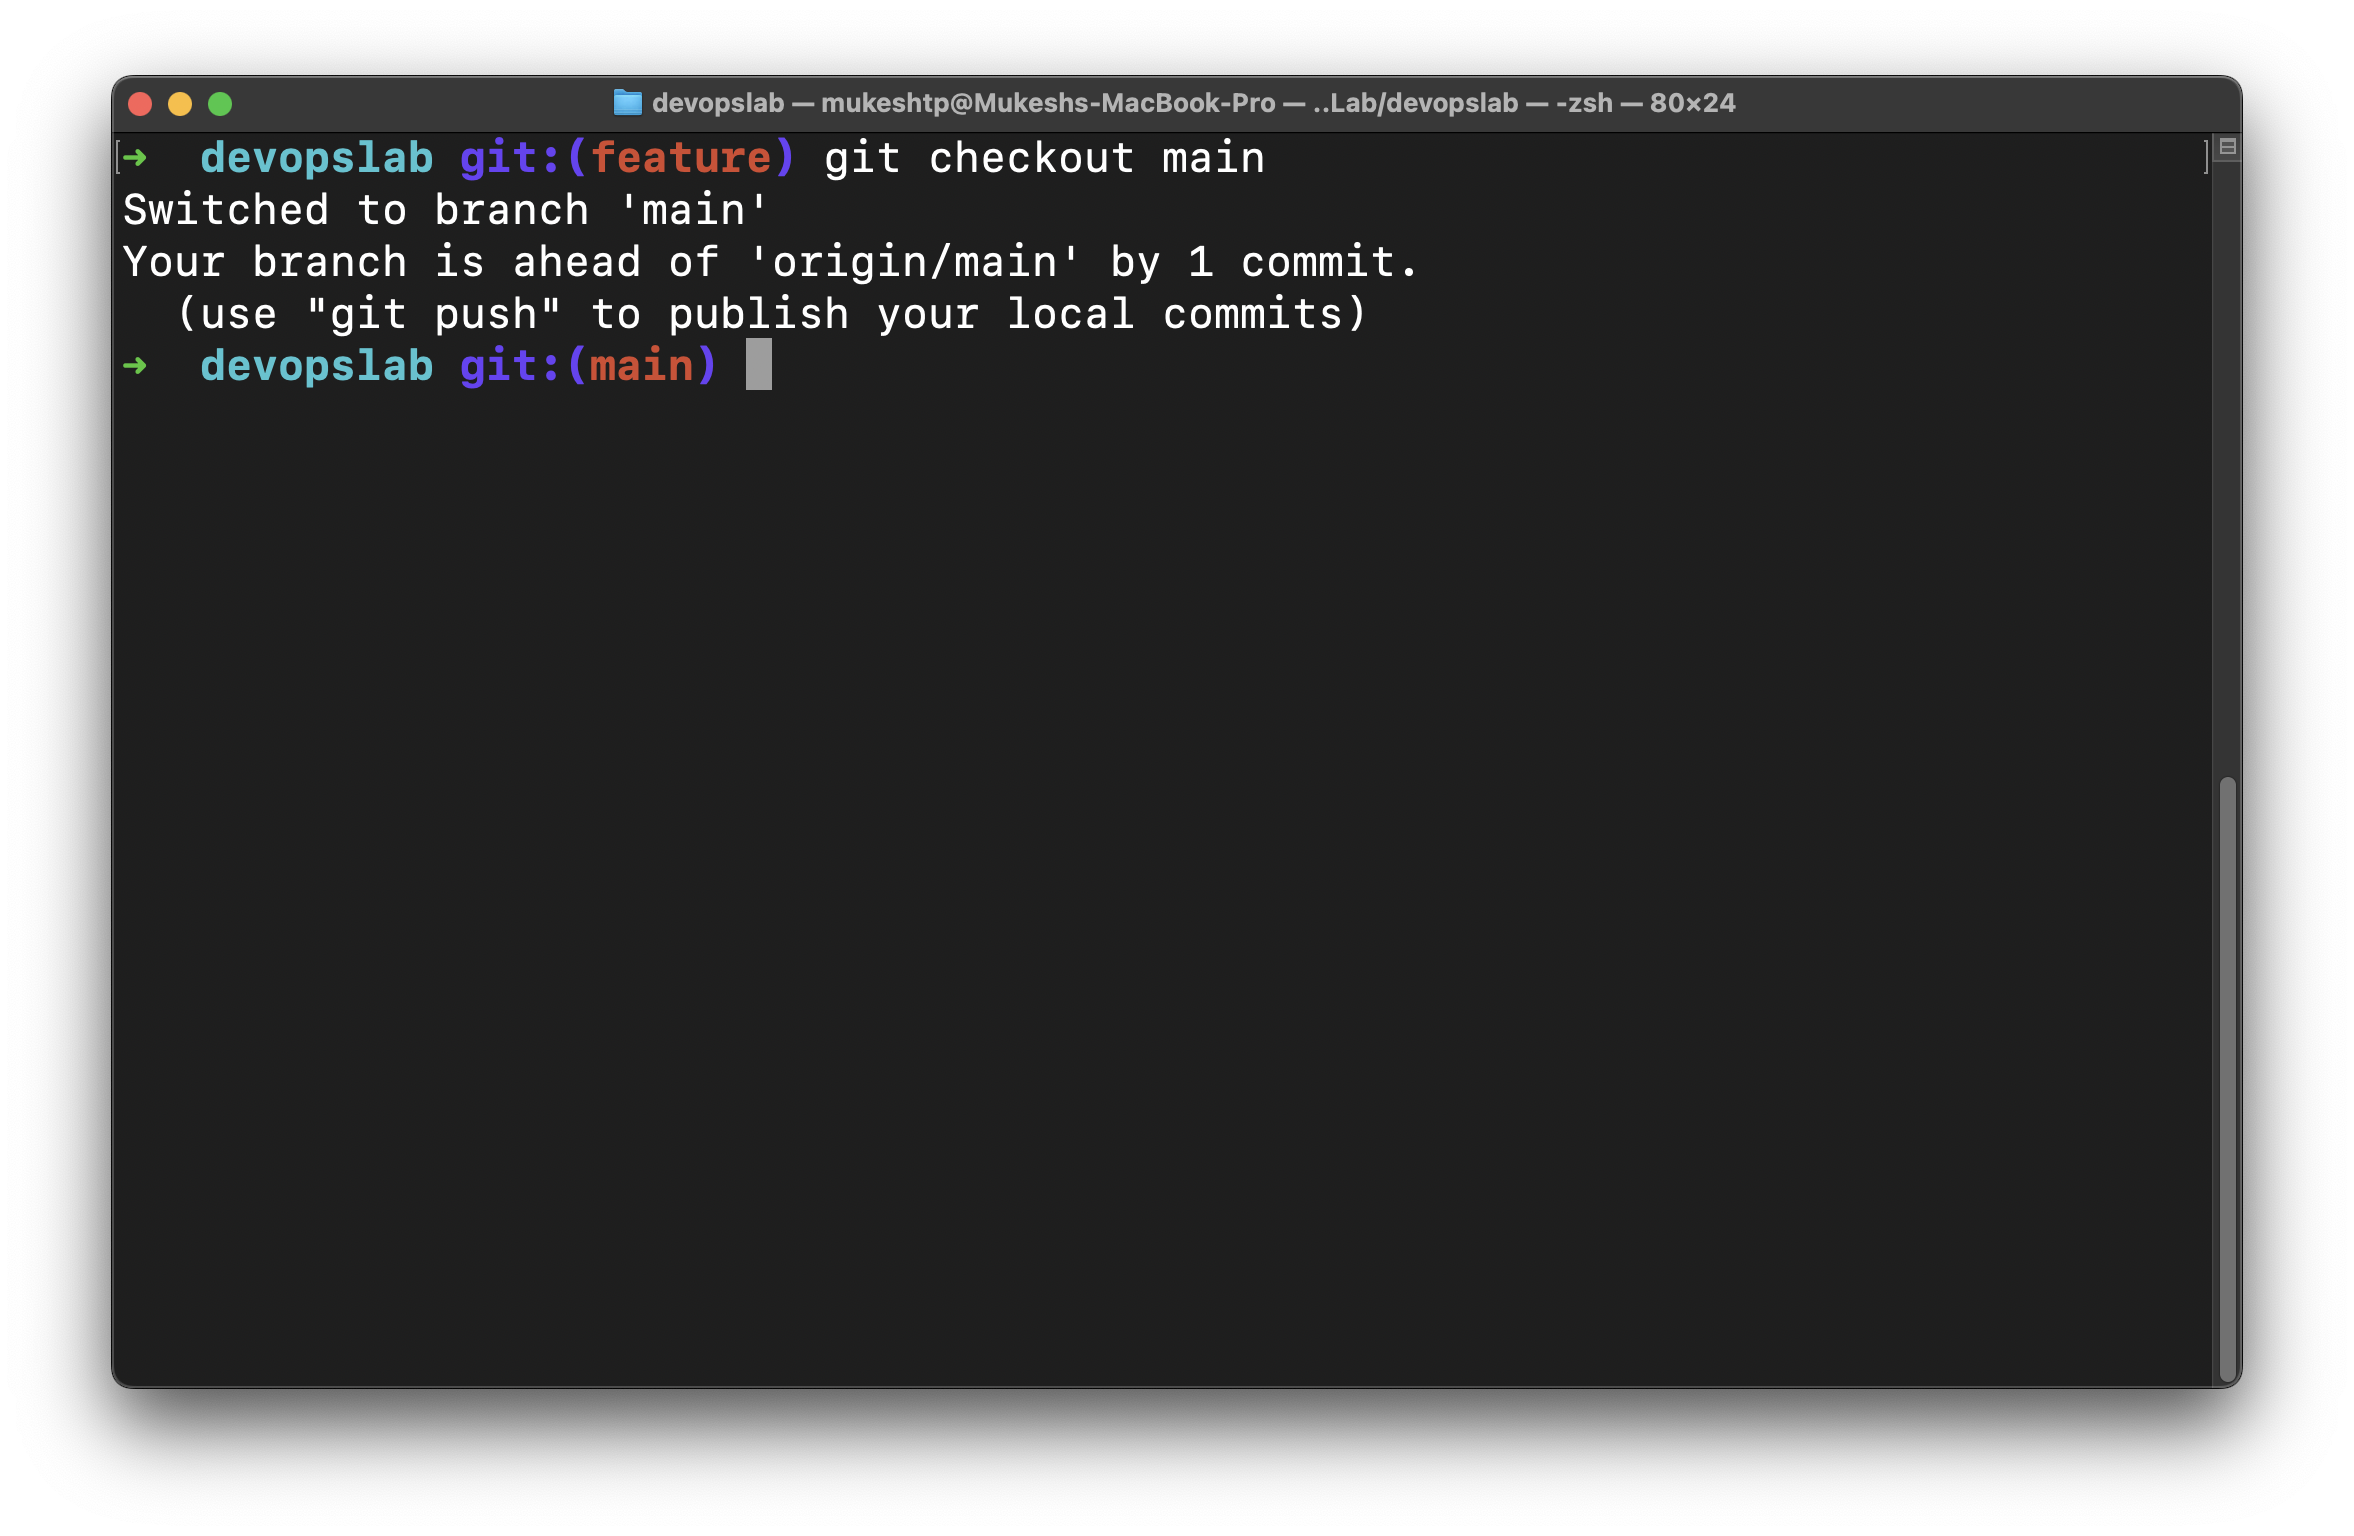 devopslab — mukeshtp@Mukeshs-MacBook-Pro — ..Lab/devopslab — -zsh — 80×24
[➜  devopslab git:(feature) git checkout main ]
Switched to branch 'main'
Your branch is ahead of 'origin/main' by 1 commit.
  (use "git push" to publish your local commits)
➜  devopslab git:(main)